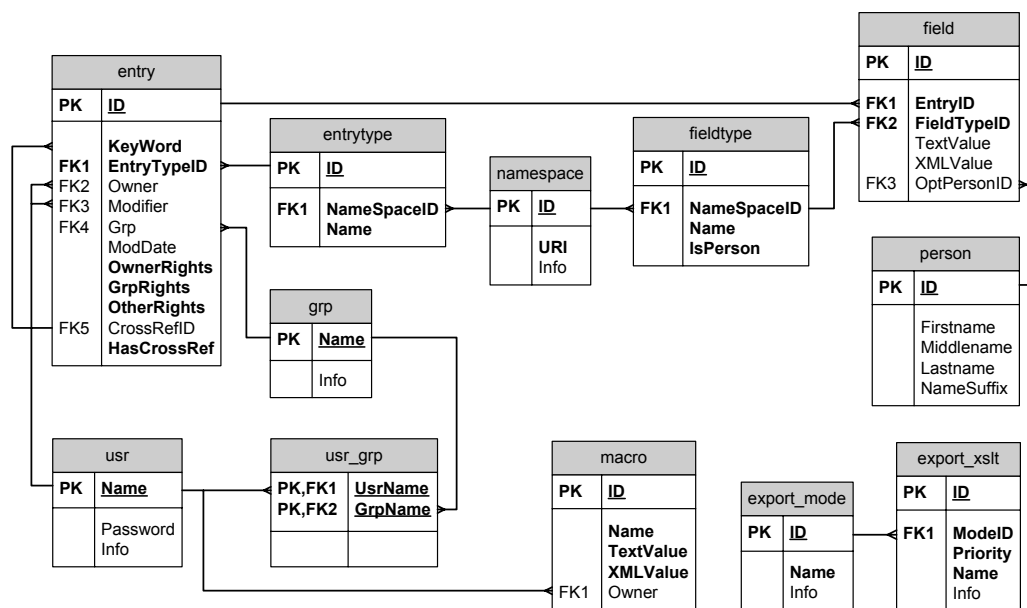 entry
PK ID
KeyWord
FK1 EntryTypeID
FK2 Owner
FK3 Modifier
FK4 Grp
ModDate
OwnerRights
GrpRights
OtherRights
FK5 CrossRefID
HasCrossRef
entrytype
PK ID
FK1 NameSpaceID
Name
namespace
PK ID
URI
Info
fieldtype
PK ID
FK1 NameSpaceID
Name
IsPerson
field
PK ID
FK1 EntryID
FK2 FieldTypeID
TextValue
XMLValue
FK3 OptPersonID
person
PK ID
Firstname
Middlename
Lastname
NameSuffix
grp
PK Name
Info
usr
PK Name
Password
Info
usr_grp
PK,FK1 UsrName
PK,FK2 GrpName
macro
PK ID
Name
TextValue
XMLValue
FK1 Owner
export_mode
PK ID
Name
Info
export_xslt
PK ID
FK1 ModeID
Priority
Name
Info